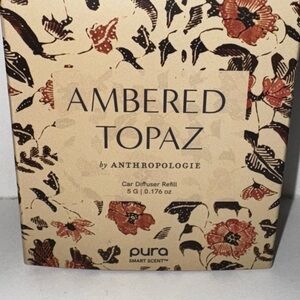 AMBERED
TOPAZ
by ANTHROPOLOGIE
Car Diffuser Refill
5 G | 0.176 oz
pura
SMART SCENT™